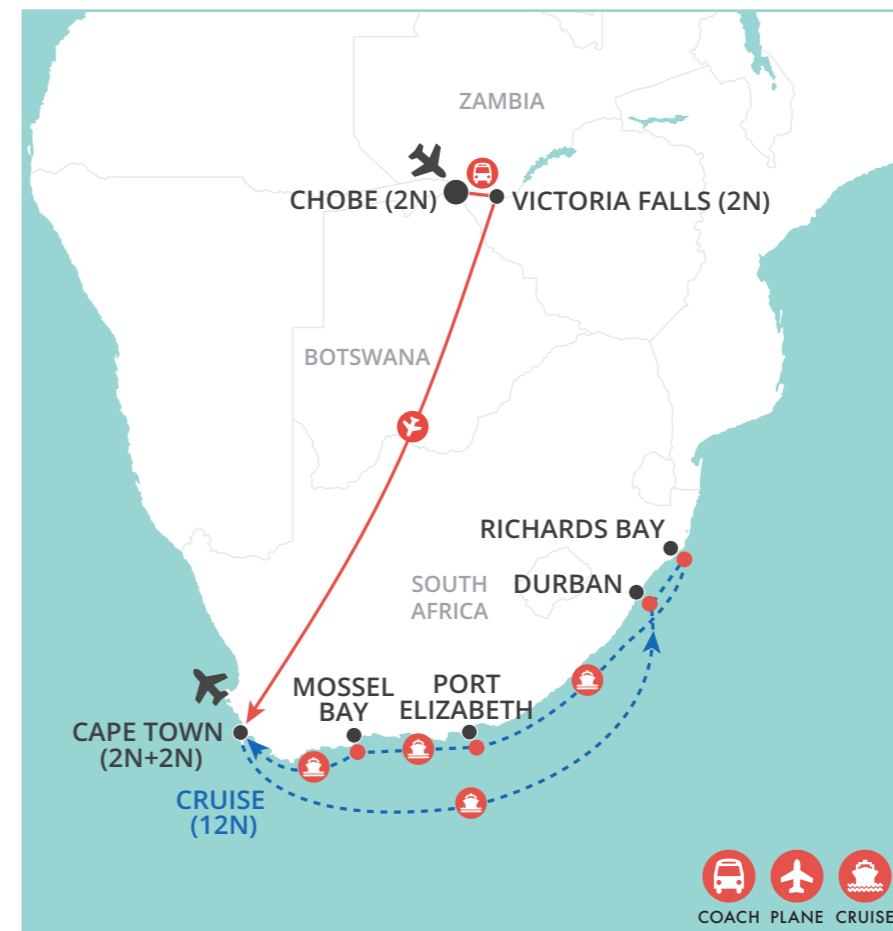 ZAMBIA
CHOBE (2N)
VICTORIA FALLS (2N)
BOTSWANA
RICHARDS BAY
DURBAN
SOUTH
AFRICA
MOSSEL
BAY
PORT
ELIZABETH
CAPE TOWN
(2N+2N)
CRUISE
(12N)
COACH PLANE CRUISE